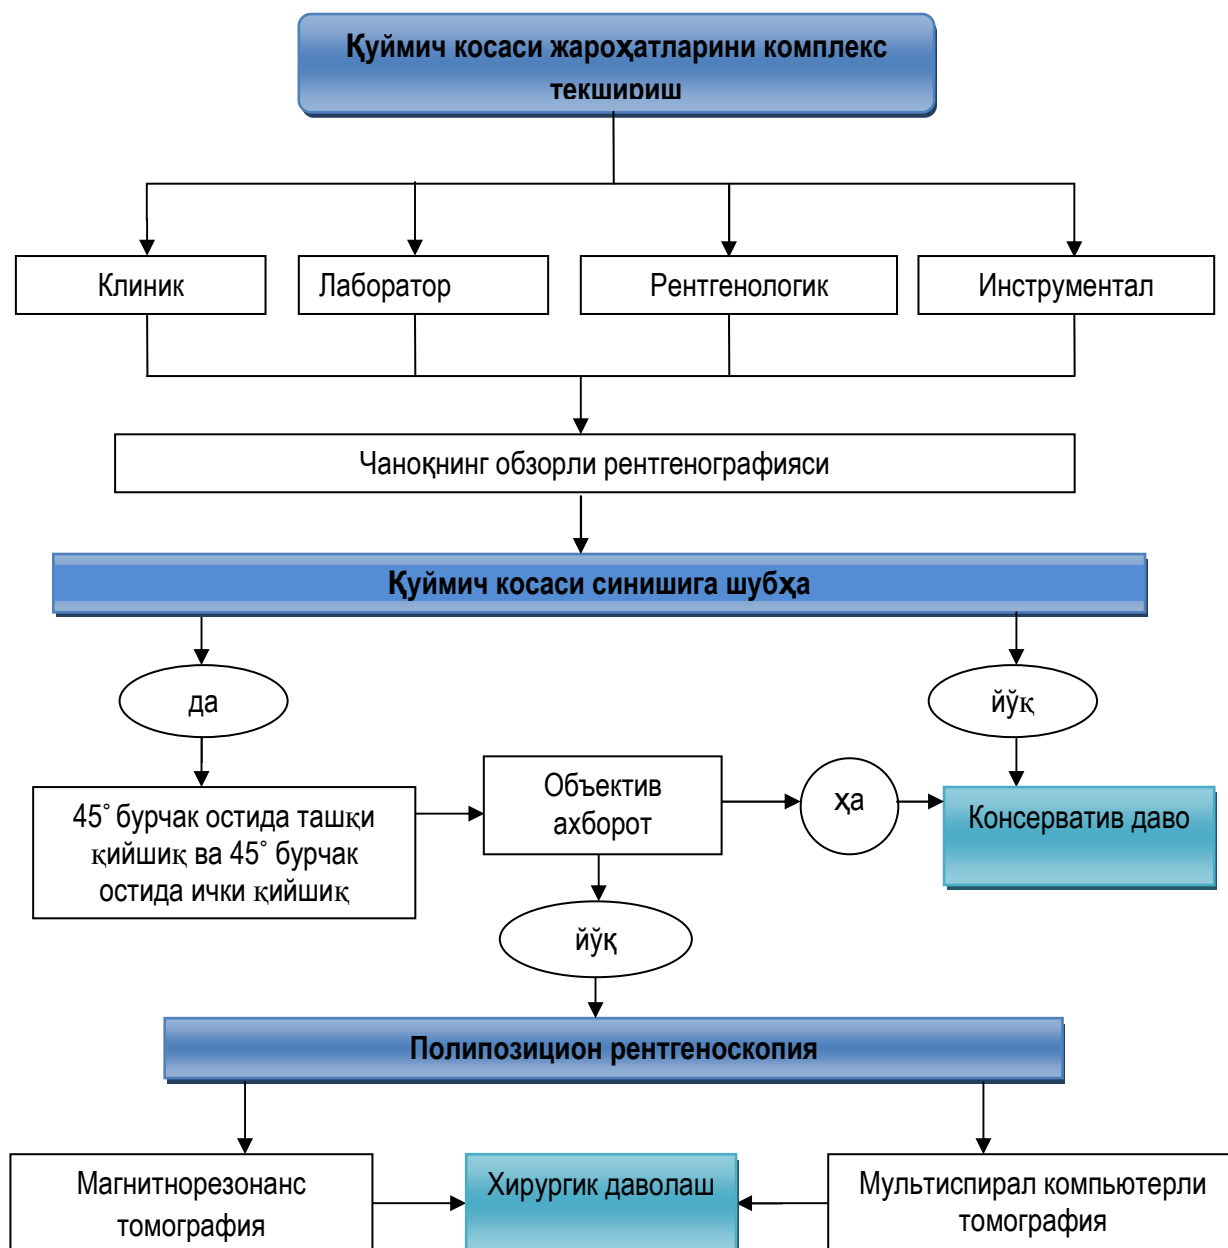 Қуймич косаси жароҳатларини комплекс
текшириш
Клиник
Лаборатор
Рентгенологик
Инструментал
Чаноқнинг обзорли рентгенографияси
Қуймич косаси синишига шубҳа
да
йўқ
45° бурчак остида ташқи
қийшиқ ва 45° бурчак
остида ички қийшиқ
Объектив
ахборот
ҳа
Консерватив даво
йўқ
Полипозицион рентгеноскопия
Магнитнорезонанс
томография
Хирургик даволаш
Мультиспирал компьютерли
томография